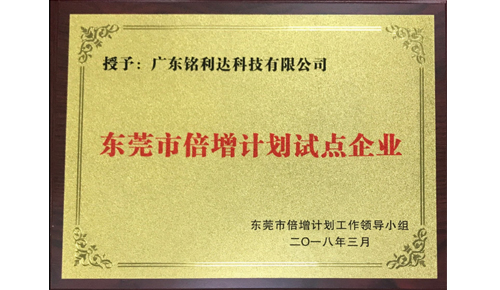 授予：广东铭利达科技有限公司
东莞市倍增计划试点企业
东莞市倍增计划工作领导小组
二〇一八年三月